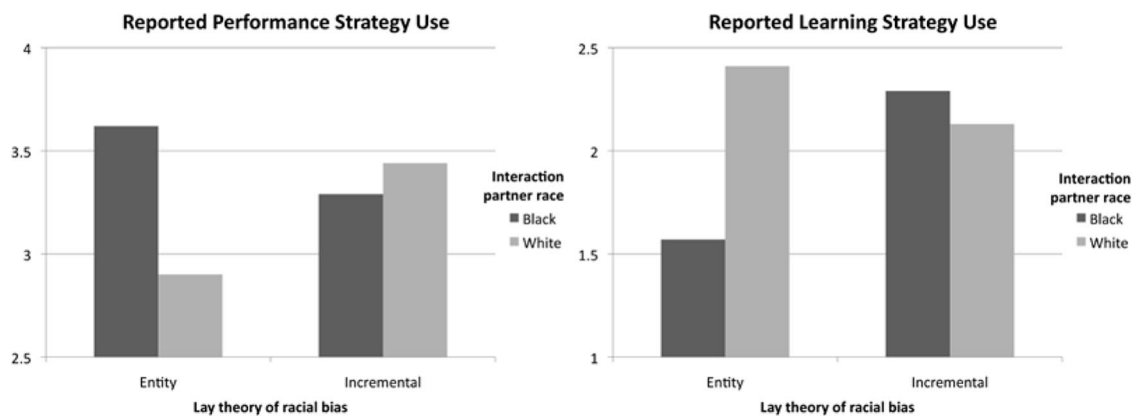 Reported Performance Strategy Use
4
3.5
3
2.5
Entity
Incremental
Lay theory of racial bias
Interaction
partner race
Black
White
Reported Learning Strategy Use
2.5
2
1.5
1
Entity
Incremental
Lay theory of racial bias
Interaction
partner race
Black
White